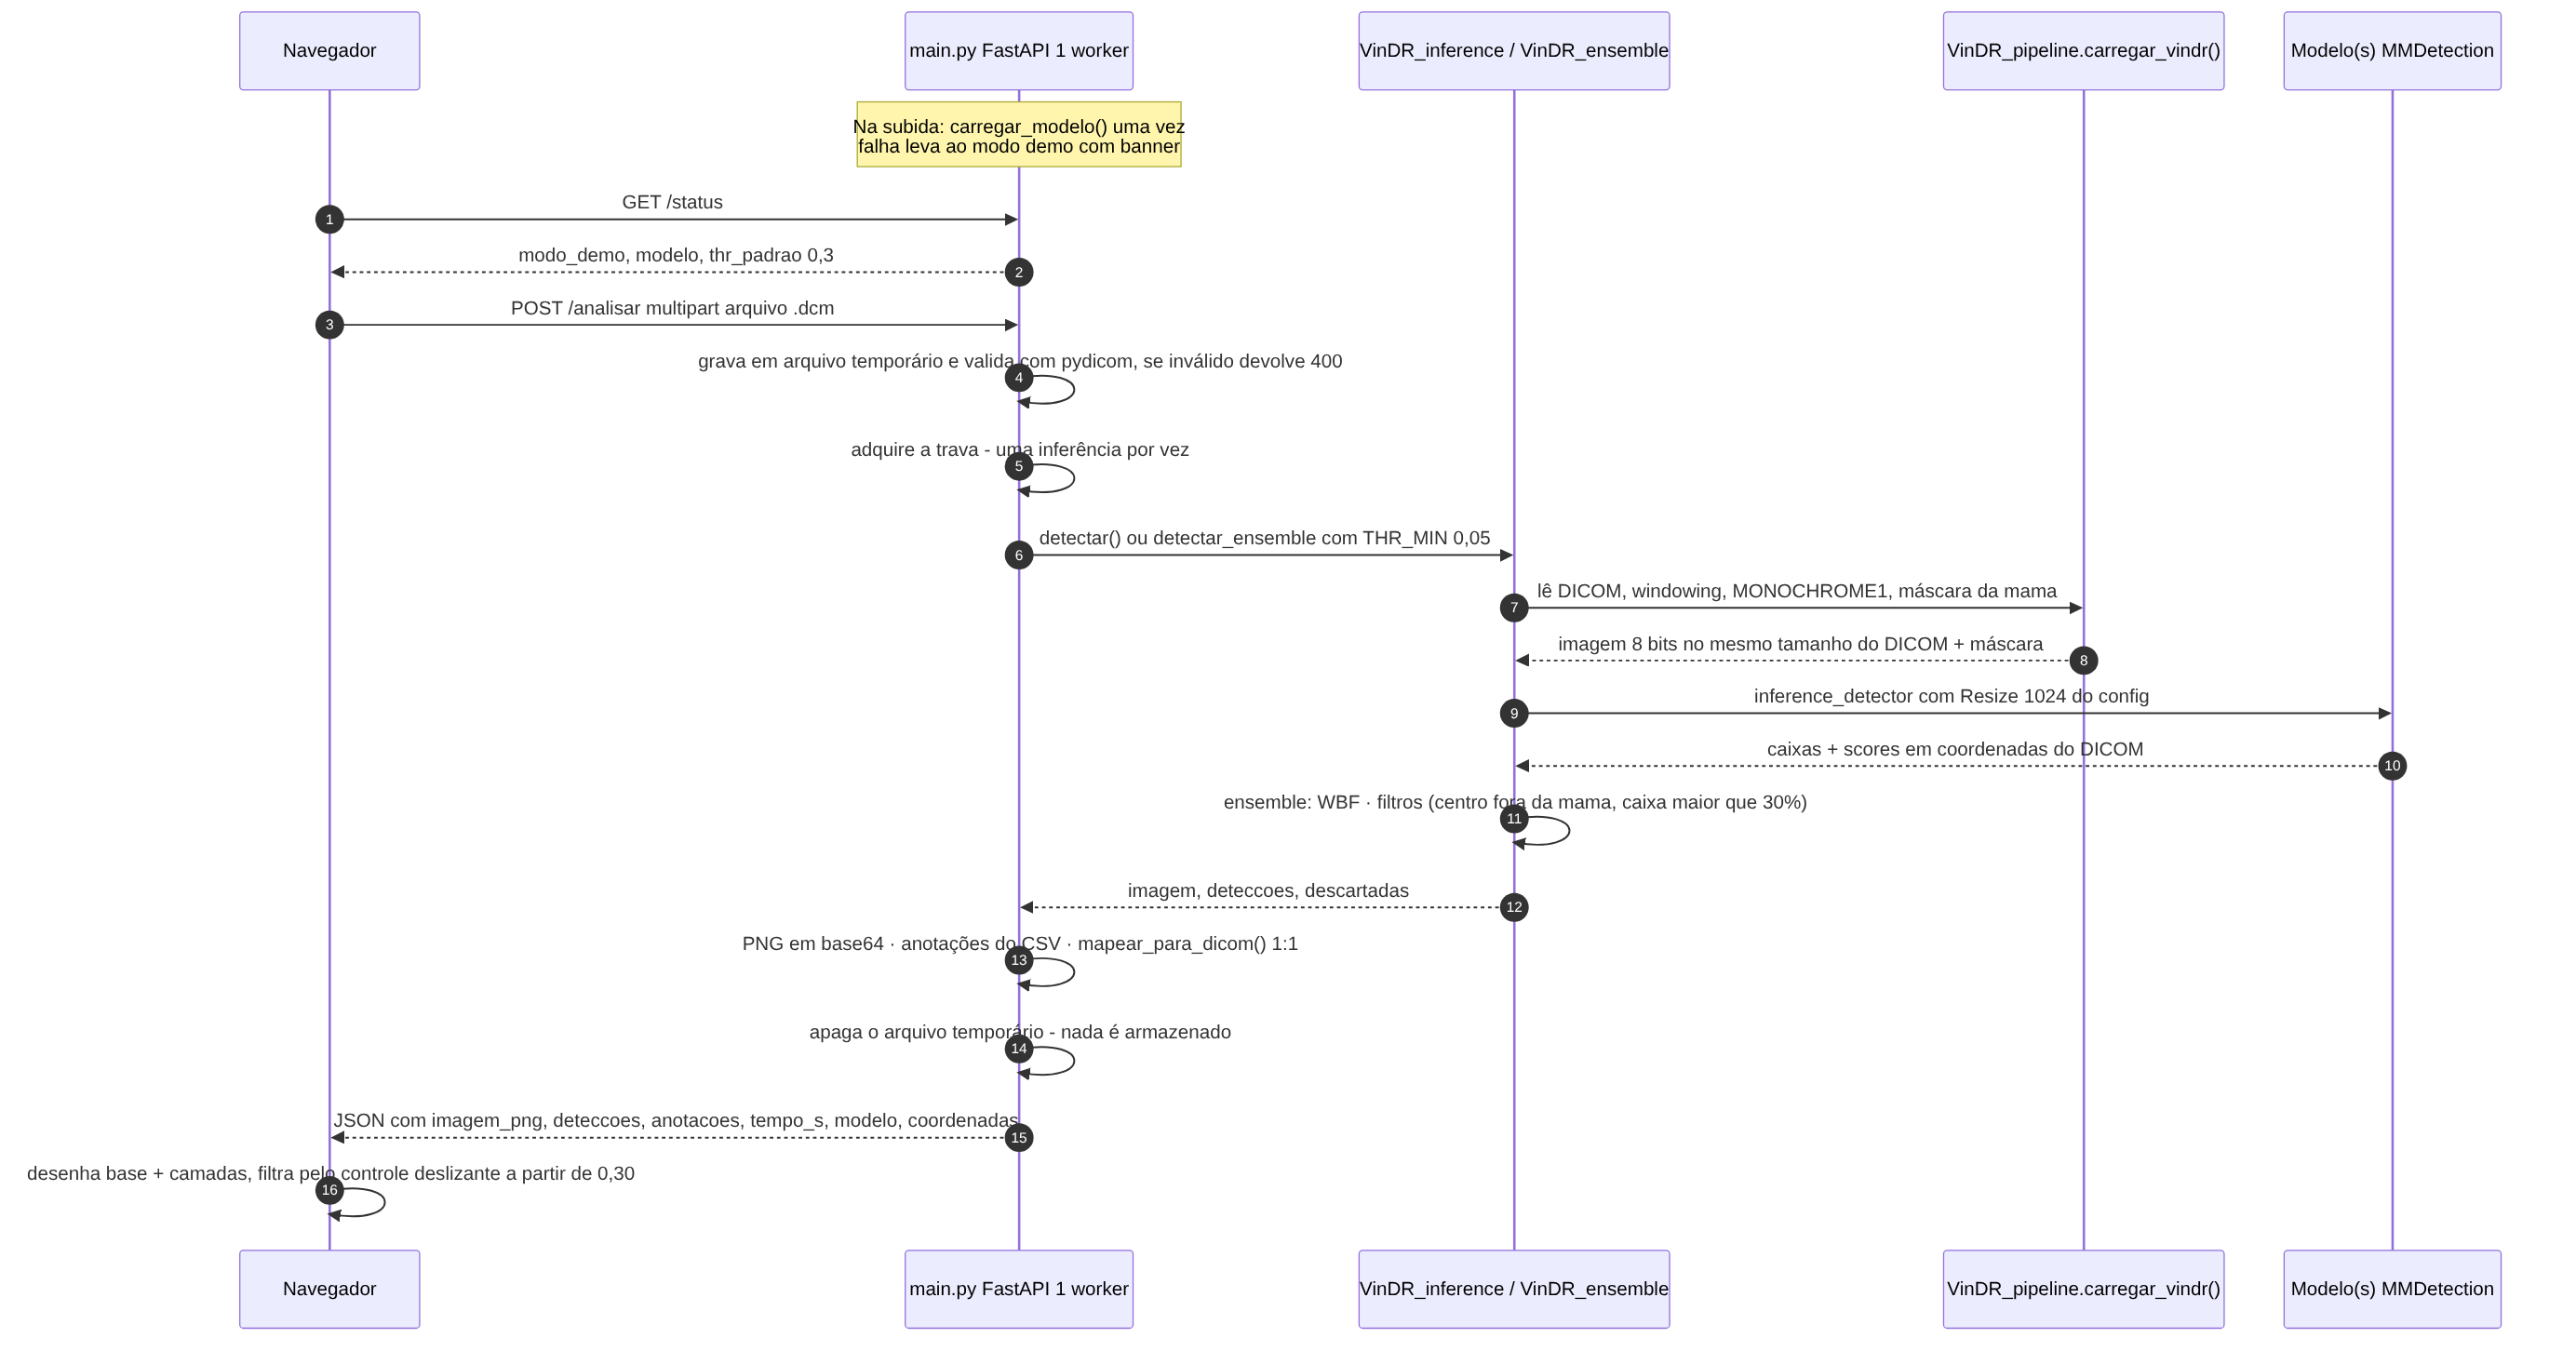 Navegador
main.py FastAPI 1 worker
VinDR_inference / VinDR_ensemble
VinDR_pipeline.carregar_vindr()
Modelo(s) MMDetection
Na subida: carregar_modelo() uma vez
falha leva ao modo demo com banner
GET /status
1
modo_demo, modelo, thr_padrao 0,3
2
POST /analisar multipart arquivo .dcm
3
grava em arquivo temporário e valida com pydicom, se inválido devolve 400
4
adquire a trava - uma inferência por vez
5
detectar() ou detectar_ensemble com THR_MIN 0,05
6
lê DICOM, windowing, MONOCHROME1, máscara da mama
7
imagem 8 bits no mesmo tamanho do DICOM + máscara
8
inference_detector com Resize 1024 do config
9
caixas + scores em coordenadas do DICOM
10
ensemble: WBF · filtros (centro fora da mama, caixa maior que 30%)
11
imagem, deteccoes, descartadas
12
PNG em base64 · anotações do CSV · mapear_para_dicom() 1:1
13
apaga o arquivo temporário - nada é armazenado
14
JSON com imagem_png, deteccoes, anotacoes, tempo_s, modelo, coordenadas
15
desenha base + camadas, filtra pelo controle deslizante a partir de 0,30
16
Navegador
main.py FastAPI 1 worker
VinDR_inference / VinDR_ensemble
VinDR_pipeline.carregar_vindr()
Modelo(s) MMDetection